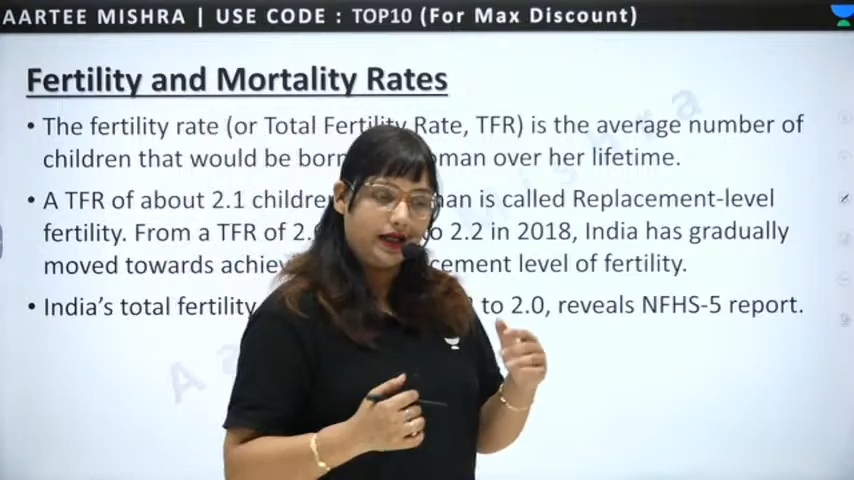 AARTEE MISHRA | USE CODE : TOP10 (For Max Discount)
Fertility and Mortality Rates
• The fertility rate (or Total Fertility Rate, TFR) is the average number of
children that would be born oman over her lifetime.
• A TFR of about 2.1 childre an is called Replacement-level
fertility. From a TFR of 2. to 2.2 in 2018, India has gradually
moved towards achiev cement level of fertility.
• India's total fertility to 2.0, reveals NFHS-5 report.